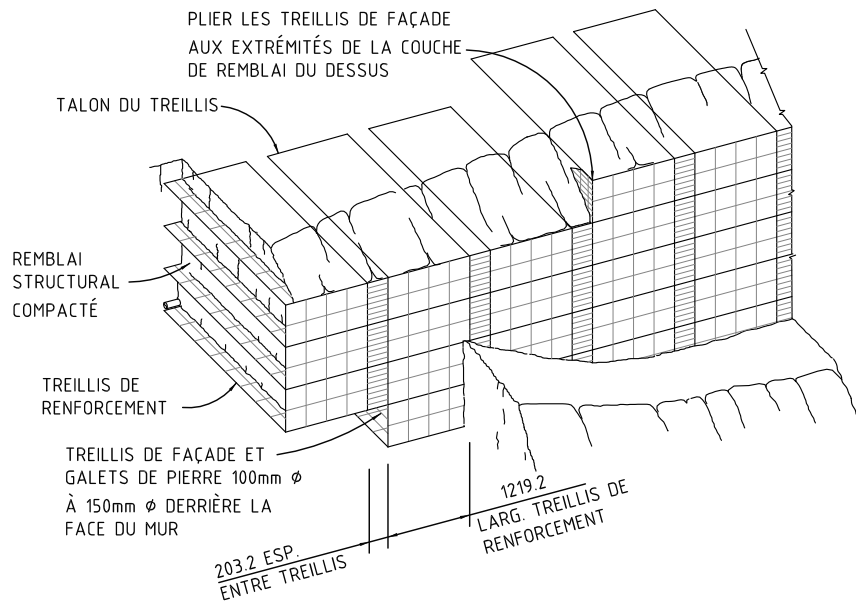 PLIER LES TREILLIS DE FAÇADE
AUX EXTRÉMITÉS DE LA COUCHE
DE REMBLAI DU DESSUS
TALON DU TREILLIS
REMBLAI
STRUCTURAL
COMPACTÉ
TREILLIS DE
RENFORCEMENT
TREILLIS DE FAÇADE ET
GALETS DE PIERRE 100mm ø
À 150mm ø DERRIÈRE LA
FACE DU MUR
203.2 ESP.
ENTRE TREILLIS
1219.2
LARG. TREILLIS DE
RENFORCEMENT